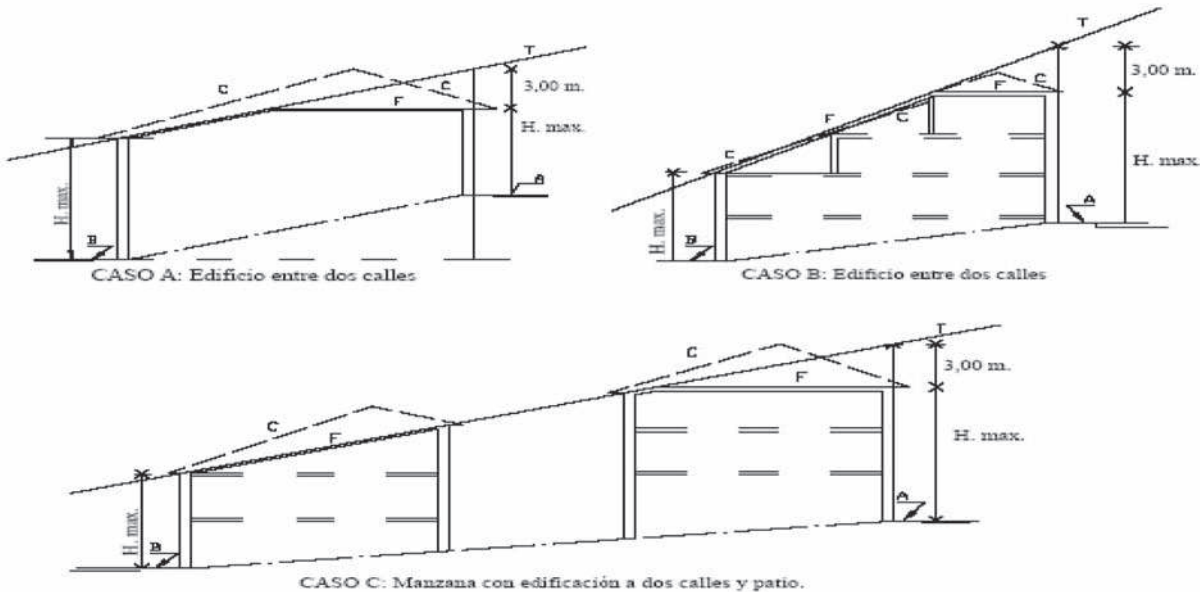 T
C
C
3,00 m.
F
H. max.
H. max.
A
B
CASO A: Edificio entre dos calles
T
3,00 m.
C
F
C
F
C
H. max.
H. max.
A
B
CASO B: Edificio entre dos calles
T
C
3,00 m.
F
C
H. max.
F
H. max.
A
B
CASO C: Manzana con edificación a dos calles y patio.